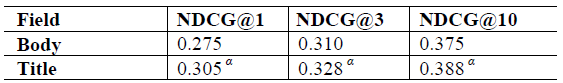 Field NDCG@1 NDCG@3 NDCG@10
Body 0.275 0.310 0.375
Title 0.305 α 0.328 α 0.388 α